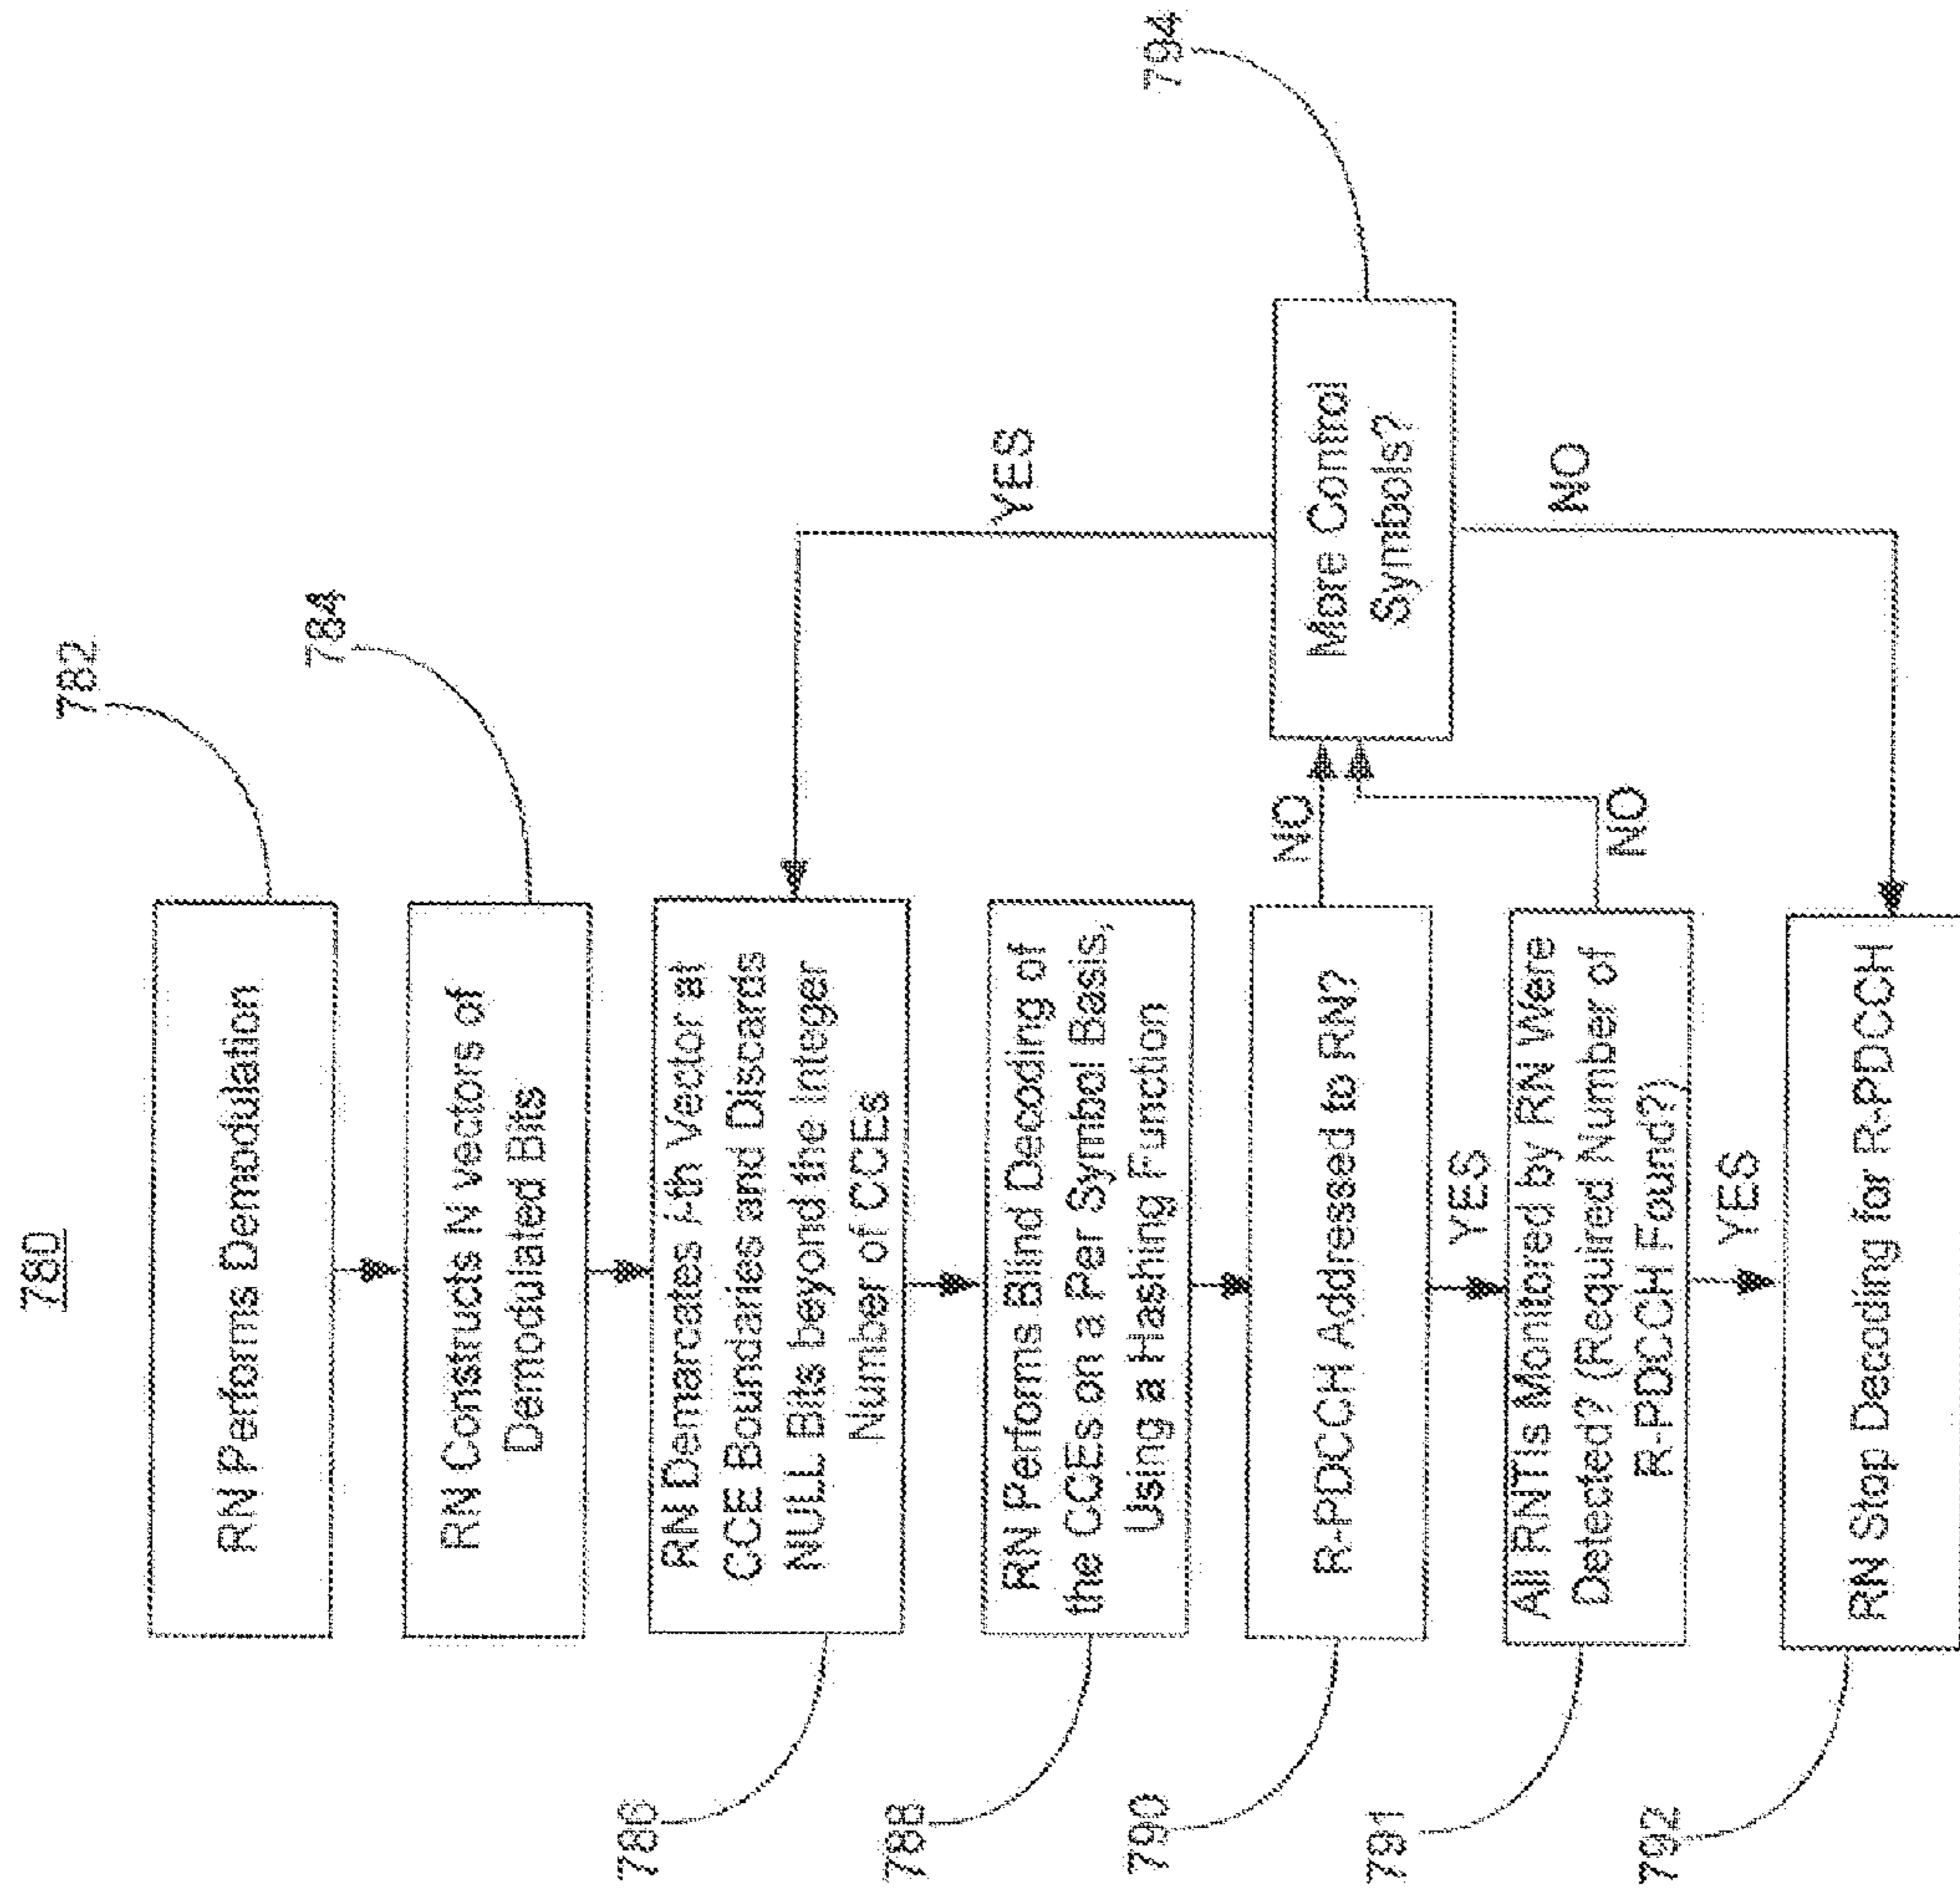 780
782
RN Performs Demodulation
784
RN Constructs N vectors of
Demodulated Bits
786
RN Demarcates i-th Vector at
CCE Boundaries and Discards
NULL Bits beyond the Integer
Number of CCEs
788
RN Performs Blind Decoding of
the CCEs on a Per Symbol Basis,
Using a Hashing Function
790
R-PDCCH Addressed to RN?
NO
YES
791
All RNTIs Monitored by RN Were
Detected? (Required Number of
R-PDCCH Found?)
NO
YES
792
RN Stop Decoding for R-PDCCH
794
More Control
Symbols?
YES
NO